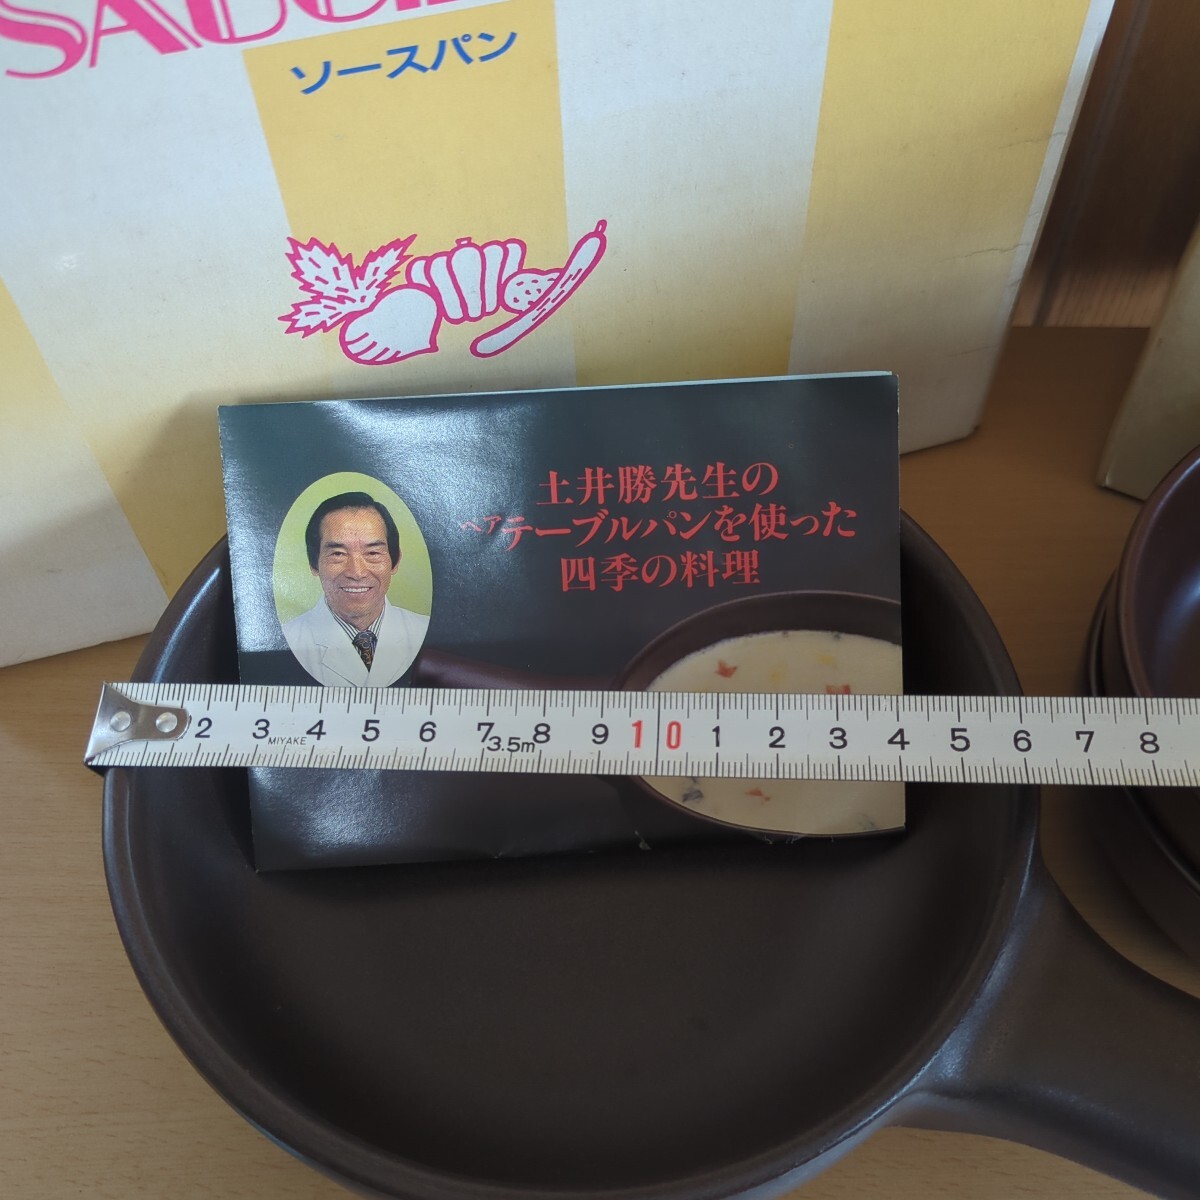 ソースパン
土井勝先生の
ペアテーブルパンを使った
四季の料理
2 3 4 5 6 7 8 9 10 1 2 3 4 5 6 7 8
MIYAKE 3.5m